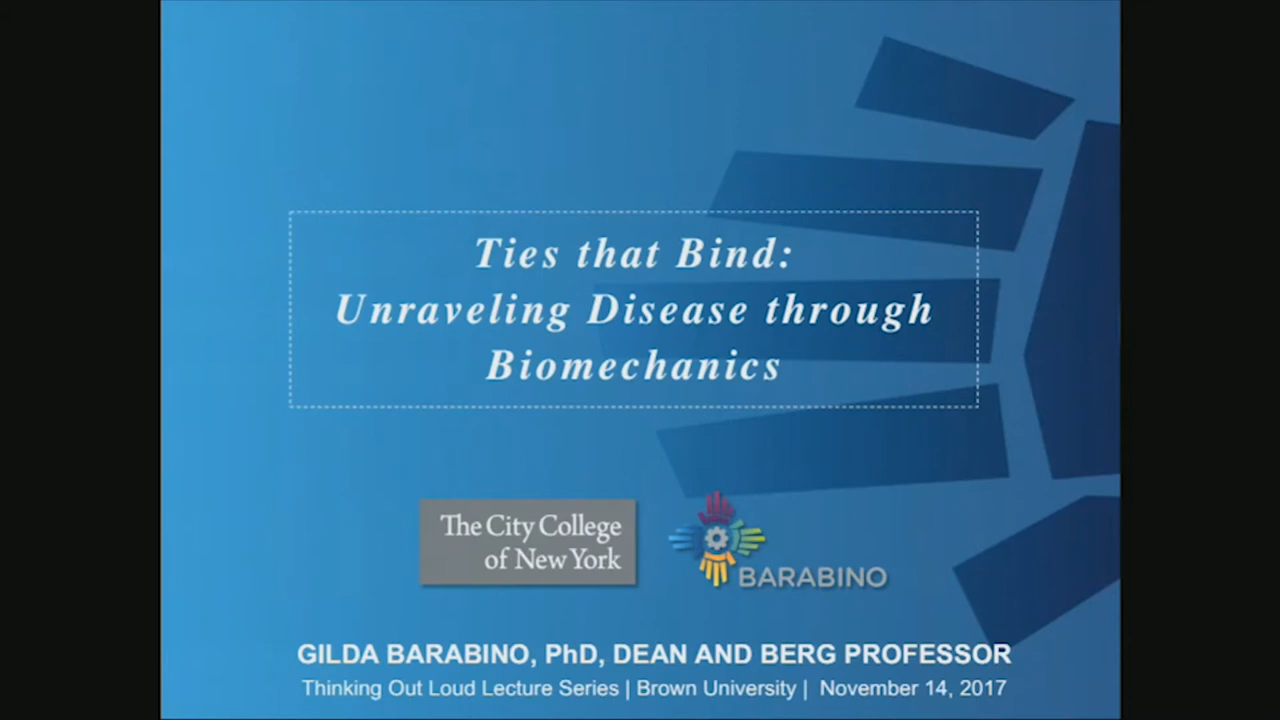 Ties that Bind:
Unraveling Disease through
Biomechanics
The City College
of New York
BARABINO
GILDA BARABINO, PhD, DEAN AND BERG PROFESSOR
Thinking Out Loud Lecture Series | Brown University | November 14, 2017